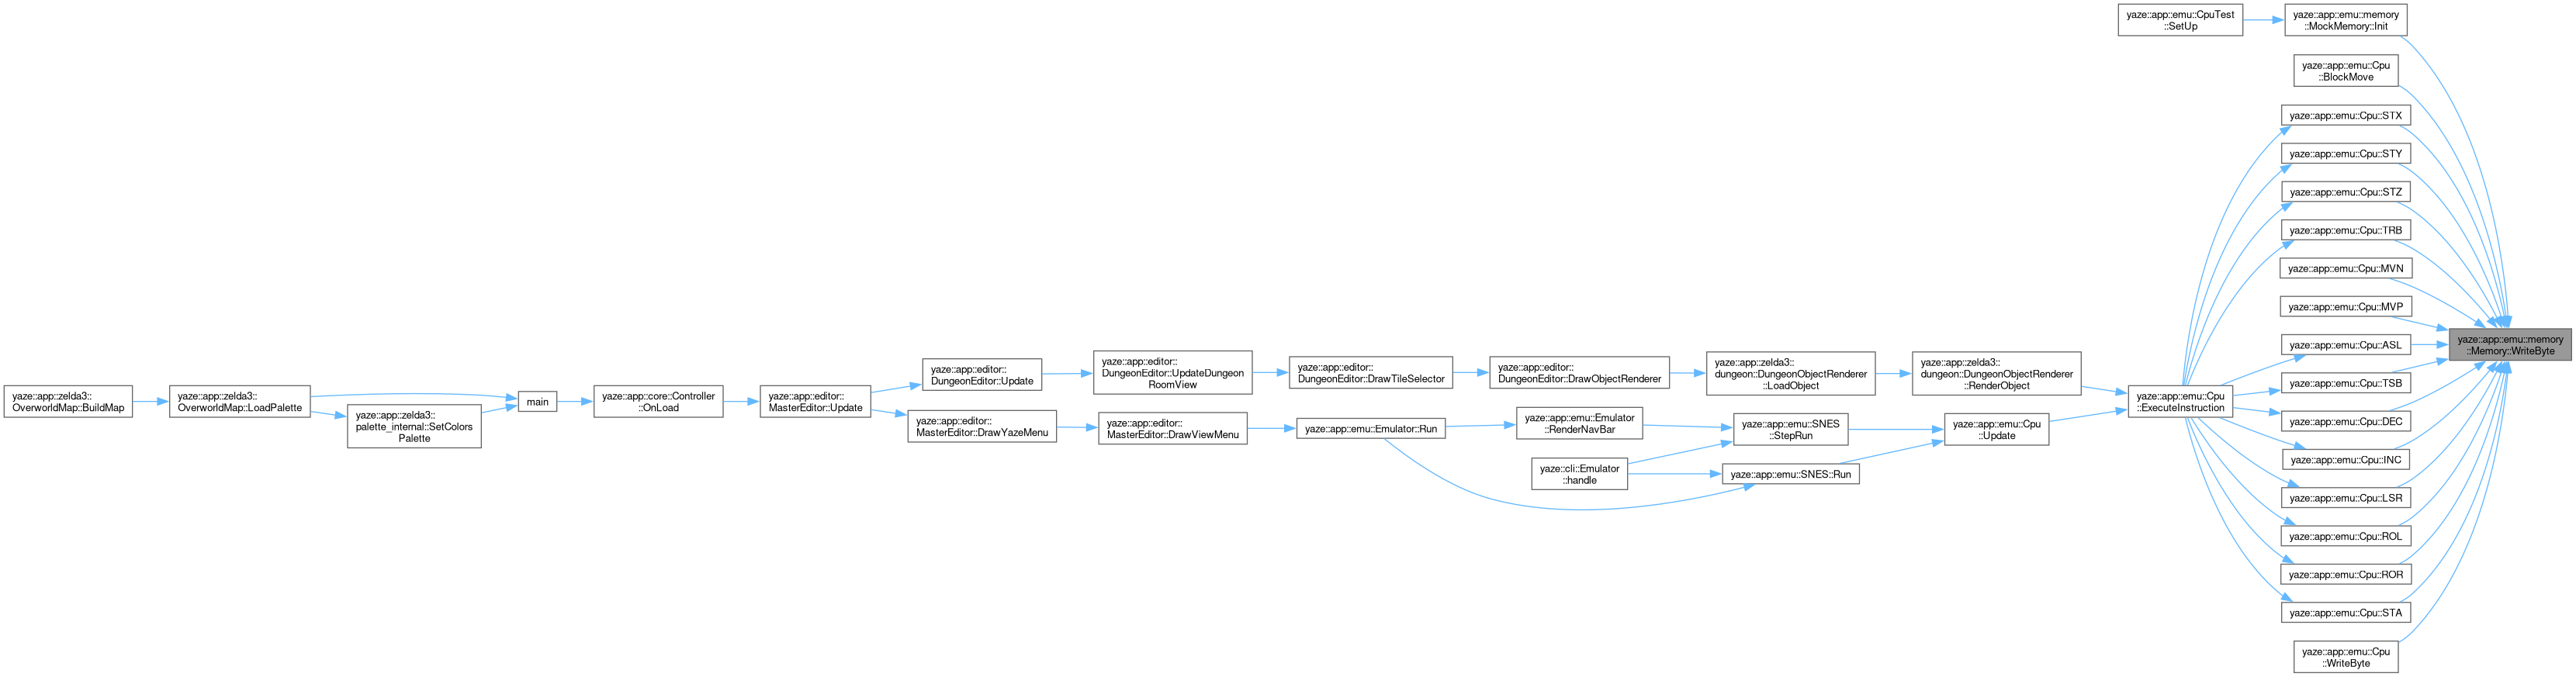 yaze::app::emu::CpuTest
::SetUp
yaze::app::emu::memory
::MockMemory::Init
yaze::app::emu::Cpu
::BlockMove
yaze::app::emu::Cpu::STX
yaze::app::emu::Cpu::STY
yaze::app::emu::Cpu::STZ
yaze::app::emu::Cpu::TRB
yaze::app::emu::Cpu::MVN
yaze::app::emu::Cpu::MVP
yaze::app::emu::memory
::Memory::WriteByte
yaze::app::emu::Cpu::ASL
yaze::app::emu::Cpu::TSB
yaze::app::emu::Cpu::DEC
yaze::app::emu::Cpu::INC
yaze::app::emu::Cpu::LSR
yaze::app::emu::Cpu::ROL
yaze::app::emu::Cpu::ROR
yaze::app::emu::Cpu::STA
yaze::app::emu::Cpu
::WriteByte
yaze::app::zelda3::
OverworldMap::BuildMap
yaze::app::zelda3::
OverworldMap::LoadPalette
yaze::app::zelda3::
palette_internal::SetColors
Palette
main
yaze::app::core::Controller
::OnLoad
yaze::app::editor::
MasterEditor::Update
yaze::app::editor::
DungeonEditor::Update
yaze::app::editor::
MasterEditor::DrawYazeMenu
yaze::app::editor::
DungeonEditor::UpdateDungeon
RoomView
yaze::app::editor::
MasterEditor::DrawViewMenu
yaze::app::editor::
DungeonEditor::DrawTileSelector
yaze::app::emu::Emulator::Run
yaze::app::editor::
DungeonEditor::DrawObjectRenderer
yaze::app::emu::Emulator
::RenderNavBar
yaze::cli::Emulator
::handle
yaze::app::zelda3::
dungeon::DungeonObjectRenderer
::LoadObject
yaze::app::emu::SNES
::StepRun
yaze::app::emu::SNES::Run
yaze::app::zelda3::
dungeon::DungeonObjectRenderer
::RenderObject
yaze::app::emu::Cpu
::Update
yaze::app::emu::Cpu
::ExecuteInstruction